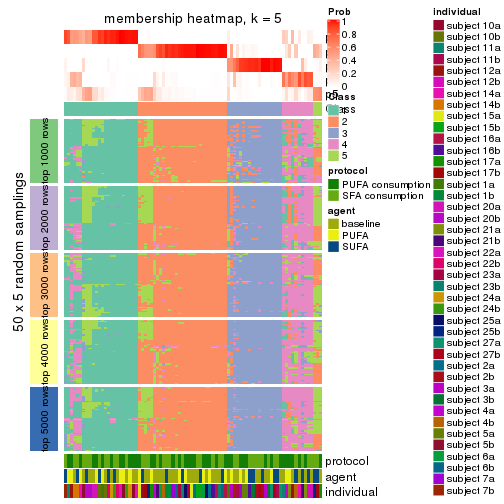 membership heatmap, k = 5
50 x 5 random samplings
top 1000 rows
top 2000 rows
top 3000 rows
top 4000 rows
top 5000 rows
protocol
agent
individual
Prob
1
0.8
0.6
0.4
0.2
0
Class
2
3
4
5
protocol
PUFA consumption
SFA consumption
agent
baseline
PUFA
SUFA
individual
subject 10a
subject 10b
subject 11a
subject 11b
subject 12a
subject 12b
subject 14a
subject 14b
subject 15a
subject 15b
subject 16a
subject 16b
subject 17a
subject 17b
subject 1a
subject 1b
subject 20a
subject 20b
subject 21a
subject 21b
subject 22a
subject 22b
subject 23a
subject 23b
subject 24a
subject 24b
subject 25a
subject 25b
subject 27a
subject 27b
subject 2a
subject 2b
subject 3a
subject 3b
subject 4a
subject 4b
subject 5a
subject 5b
subject 6a
subject 6b
subject 7a
subject 7b